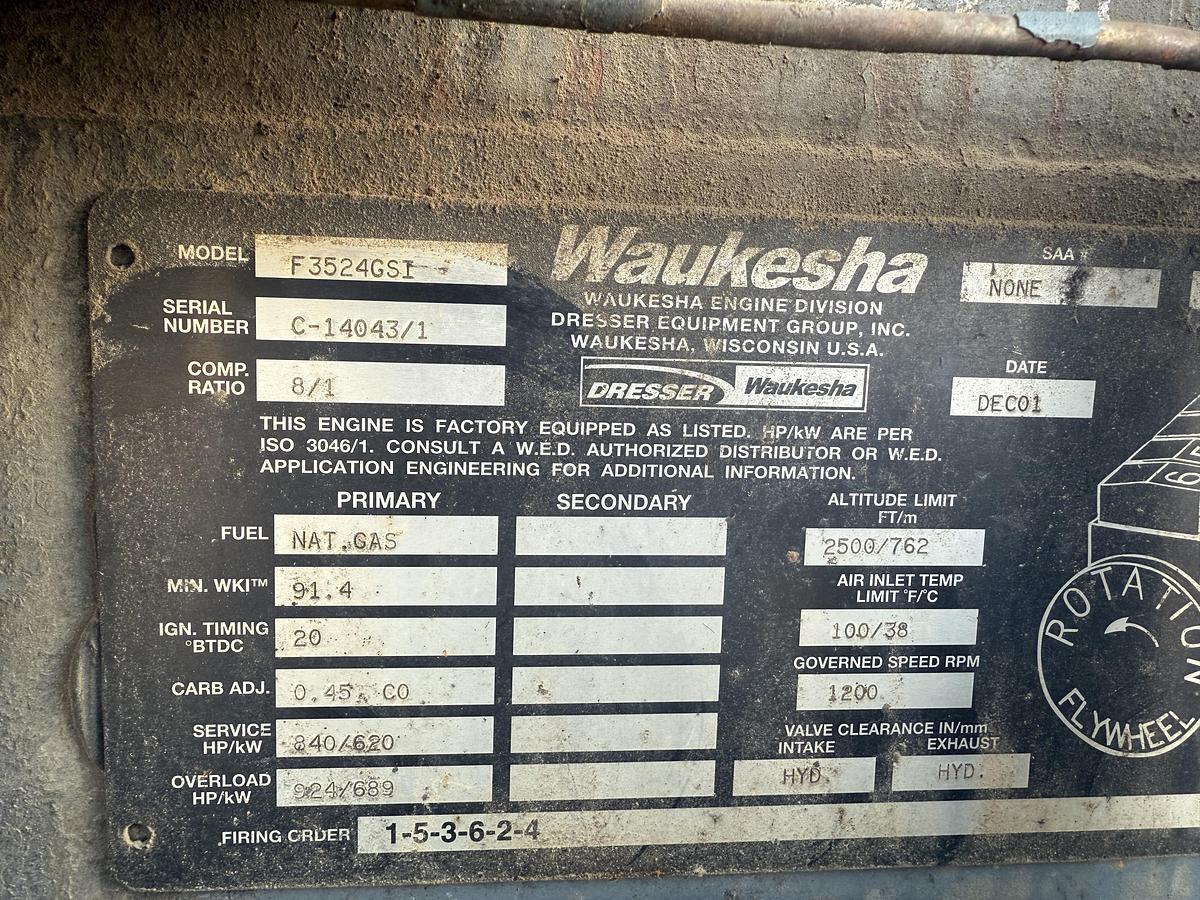 MODEL F3524GSI
Waukesha
SAA # NONE
WAUKESHA ENGINE DIVISION
DRESSER EQUIPMENT GROUP, INC.
WAUKESHA, WISCONSIN U.S.A.
SERIAL NUMBER C-14043/1
COMP. RATIO 8/1
DRESSER Waukesha
DATE
DEC01
THIS ENGINE IS FACTORY EQUIPPED AS LISTED. HP/kW ARE PER
ISO 3046/1. CONSULT A W.E.D. AUTHORIZED DISTRIBUTOR OR W.E.D.
APPLICATION ENGINEERING FOR ADDITIONAL INFORMATION.
PRIMARY SECONDARY
FUEL NAT.GAS
MIN. WKI™ 91.4
IGN. TIMING °BTDC 20
CARB ADJ. 0.45% CO
SERVICE HP/kW 840/620
OVERLOAD HP/kW 924/689
ALTITUDE LIMIT
FT/m
2500/762
AIR INLET TEMP
LIMIT °F/°C
100/38
GOVERNED SPEED RPM
1200
VALVE CLEARANCE IN/mm
INTAKE EXHAUST
HYD. HYD.
FIRING ORDER 1-5-3-6-2-4
6 5
ROTATION
FLYWHEEL